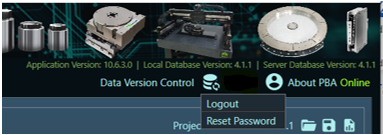 Application Version: 10.6.3.0 | Local Database Version: 4.1.1 | Server Database Version: 4.1.1
Data Version Control About PBA Online
Logout
Reset Password
.1